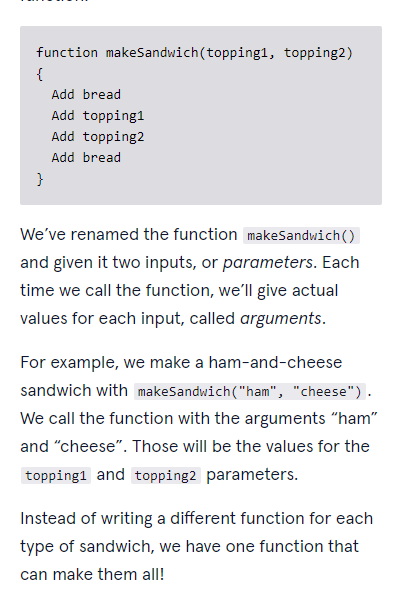 function makeSandwich(topping1, topping2)
{
  Add bread
  Add topping1
  Add topping2
  Add bread
}
We’ve renamed the function makeSandwich()
and given it two inputs, or parameters. Each
time we call the function, we’ll give actual
values for each input, called arguments.
For example, we make a ham-and-cheese
sandwich with makeSandwich("ham", "cheese").
We call the function with the arguments “ham”
and “cheese”. Those will be the values for the
topping1 and topping2 parameters.
Instead of writing a different function for each
type of sandwich, we have one function that
can make them all!